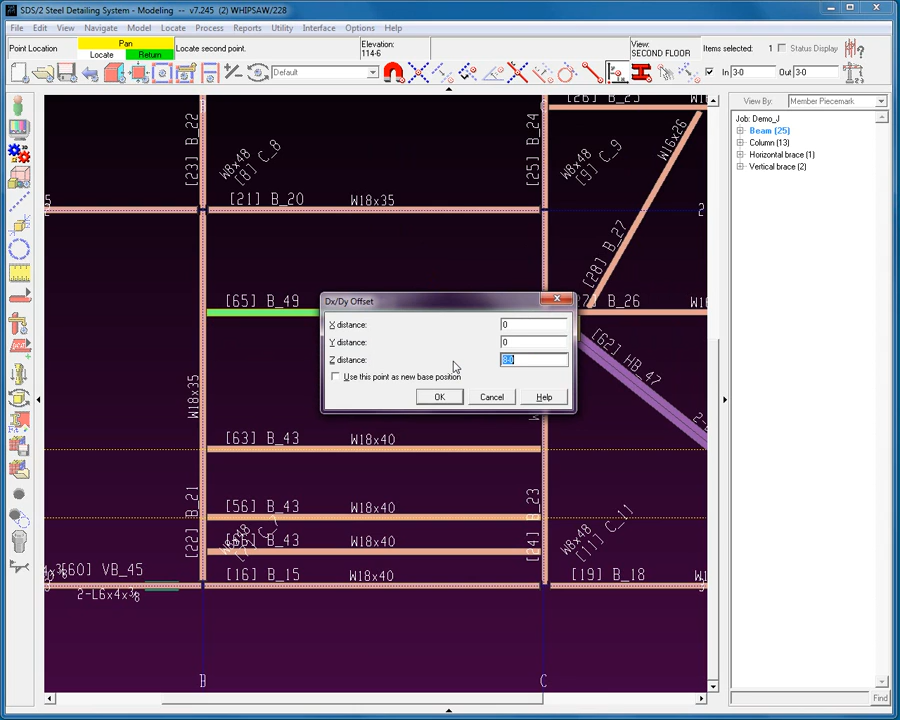 SDS/2 Steel Detailing System - Modeling -- v7.245 (2) WHIPSAW/228
File Edit View Navigate Model Locate Process Reports Utility Interface Options Help
Point Location
Pan
Locate
Return
Locate second point.
Elevation:
114-6
View:
SECOND FLOOR
Items selected: 1
Status Display
Default
In 3-0
Out 3-0
View By: Member Piecemark
Job: Demo_J
Beam (25)
Column (13)
Horizontal brace (1)
Vertical brace (2)
[23] B_22
W8x48
[8] C_8
[25] B_24
W8x48
[9] C_9
[26] B_25
W16x26
[21] B_20 W18x35
2
[28] B_27
[65] B_49
B_26
[62] HB_47
Dx/Dy Offset
X distance: 0
Y distance: 0
Z distance:
Use this point as new base position
OK
Cancel
Help
W18x35
[63] B_43 W18x40
[22] B_21
[56] B_43 W18x40
[24] B_23
W8x48
[11] C_11
B_43 W18x40
[60] VB_45
2-L6x4x3/8
[16] B_15 W18x40
[19] B_18
B
C
Find